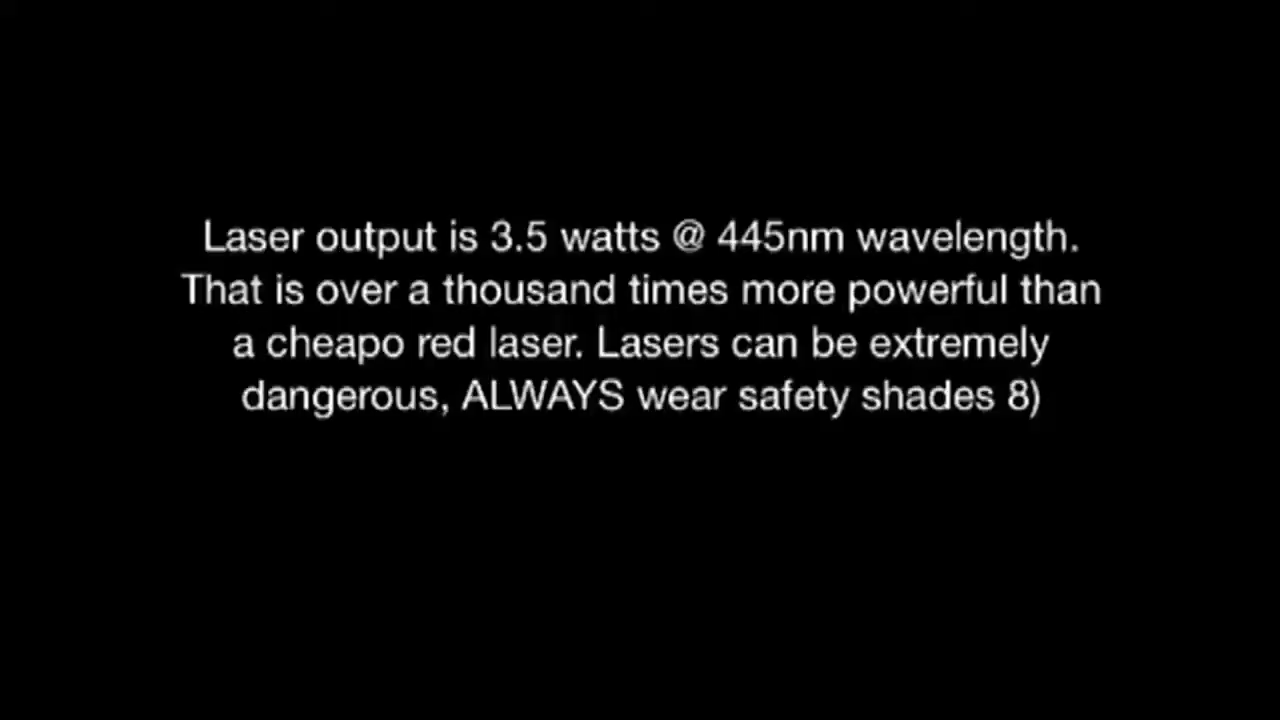 Laser output is 3.5 watts @ 445nm wavelength.
That is over a thousand times more powerful than
a cheapo red laser. Lasers can be extremely
dangerous, ALWAYS wear safety shades 8)